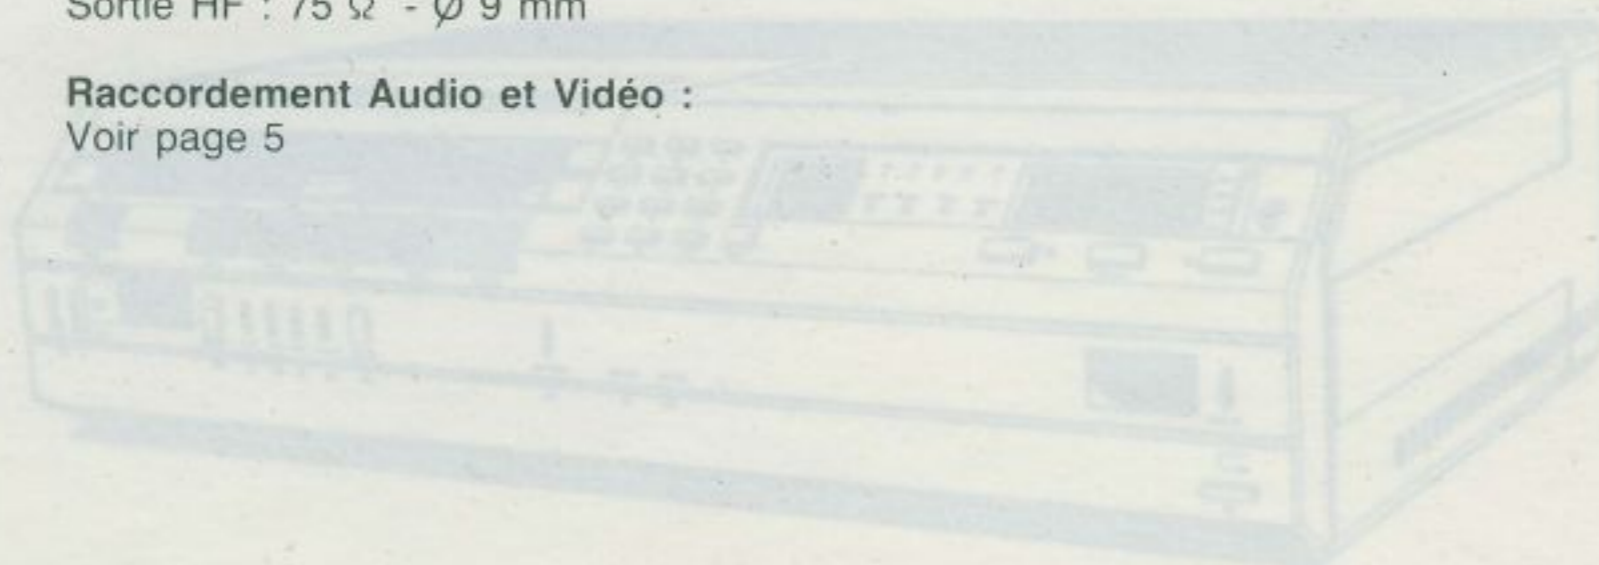 Sortie HF : 75 Ω - Ø 9 mm
Raccordement Audio et Vidéo :
Voir page 5